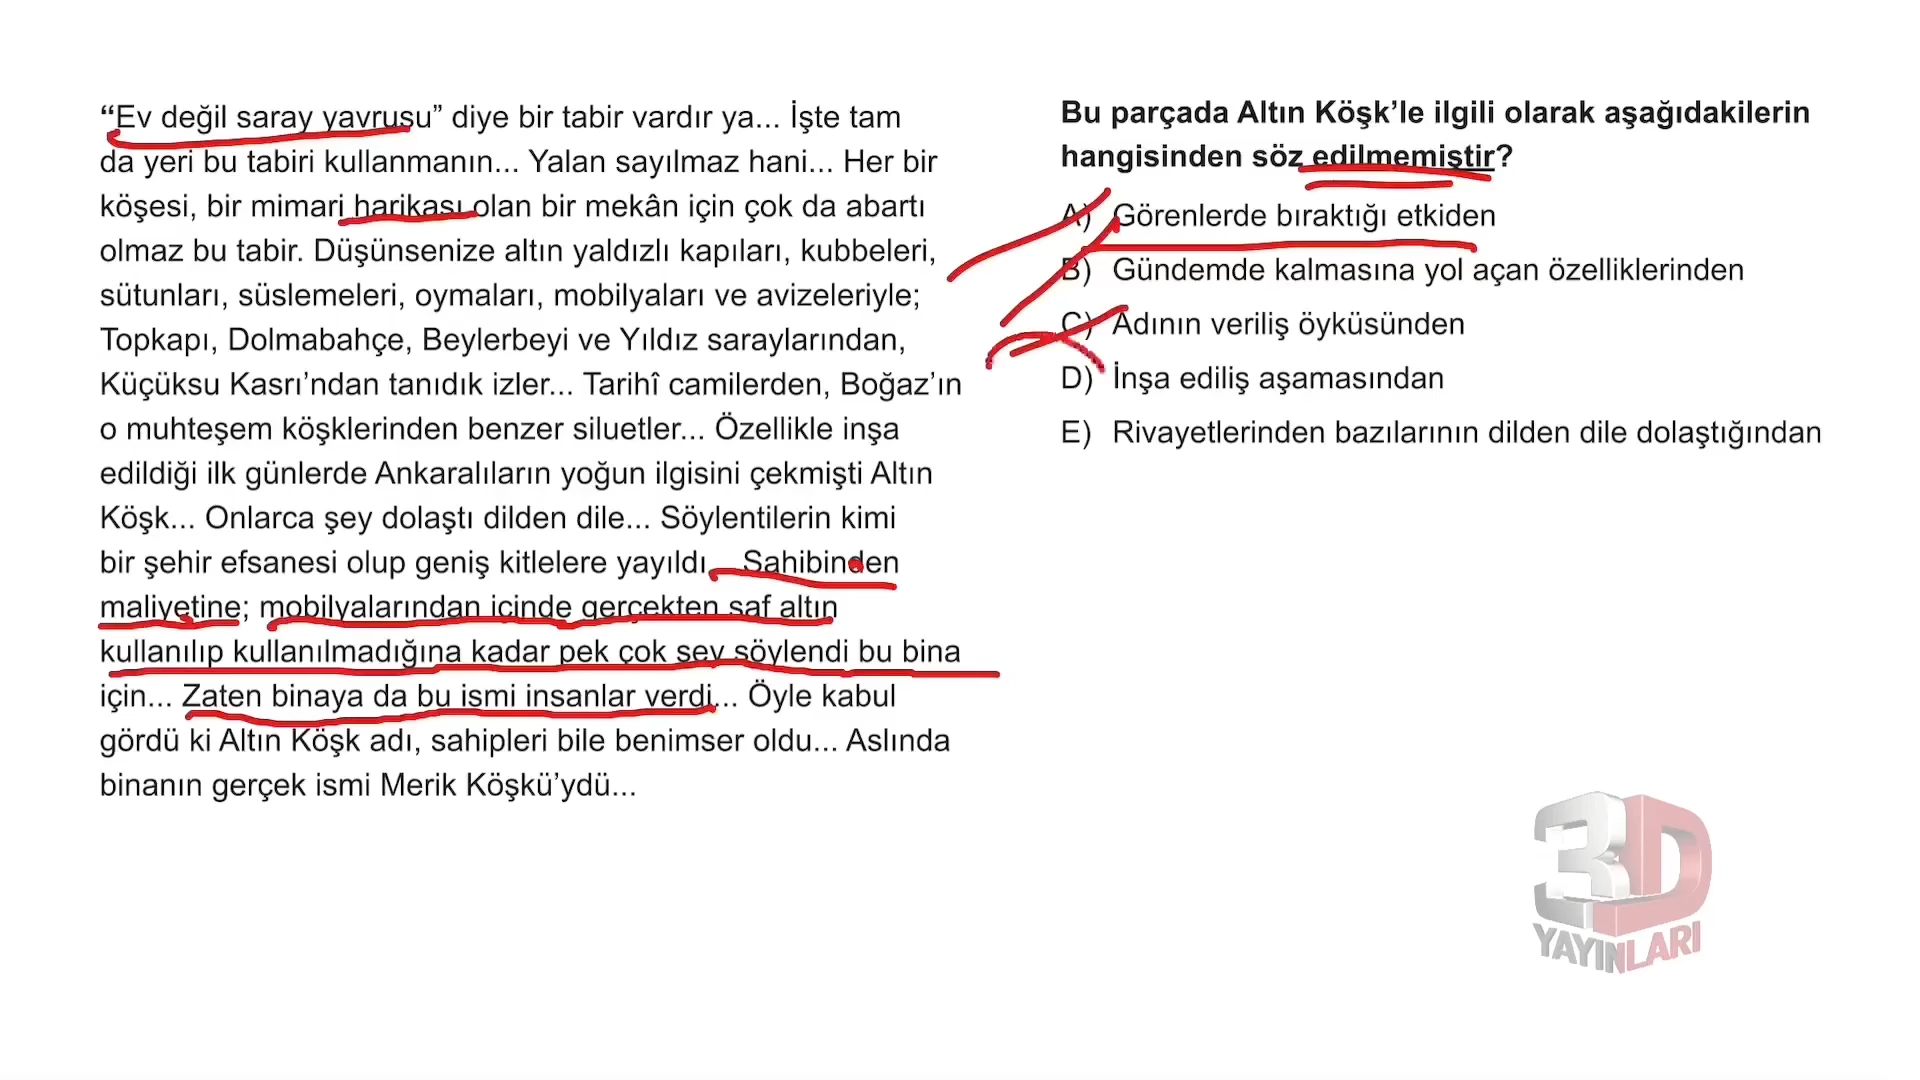 “Ev değil saray yavrusu” diye bir tabir vardır ya... İşte tam
da yeri bu tabiri kullanmanın... Yalan sayılmaz hani... Her bir
köşesi, bir mimari harikası olan bir mekân için çok da abartı
olmaz bu tabir. Düşünsenize altın yaldızlı kapıları, kubbeleri,
sütunları, süslemeleri, oymaları, mobilyaları ve avizeleriyle;
Topkapı, Dolmabahçe, Beylerbeyi ve Yıldız saraylarından,
Küçüksu Kasrı’ndan tanıdık izler... Tarihî camilerden, Boğaz’ın
o muhteşem köşklerinden benzer siluetler... Özellikle inşa
edildiği ilk günlerde Ankaralıların yoğun ilgisini çekmişti Altın
Köşk... Onlarca şey dolaştı dilden dile... Söylentilerin kimi
bir şehir efsanesi olup geniş kitlelere yayıldı... Sahibinden
maliyetine; mobilyalarından içinde gerçekten saf altın
kullanılıp kullanılmadığına kadar pek çok şey söylendi bu bina
için... Zaten binaya da bu ismi insanlar verdi... Öyle kabul
gördü ki Altın Köşk adı, sahipleri bile benimser oldu... Aslında
binanın gerçek ismi Merik Köşkü’ydü...
Bu parçada Altın Köşk’le ilgili olarak aşağıdakilerin
hangisinden söz edilmemiştir?
A) Görenlerde bıraktığı etkiden
B) Gündemde kalmasına yol açan özelliklerinden
C) Adının veriliş öyküsünden
D) İnşa ediliş aşamasından
E) Rivayetlerinden bazılarının dilden dile dolaştığından
3D
YAYINLARI